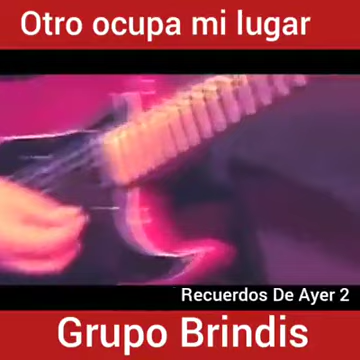 Otro ocupa mi lugar
Recuerdos De Ayer 2
Grupo Brindis